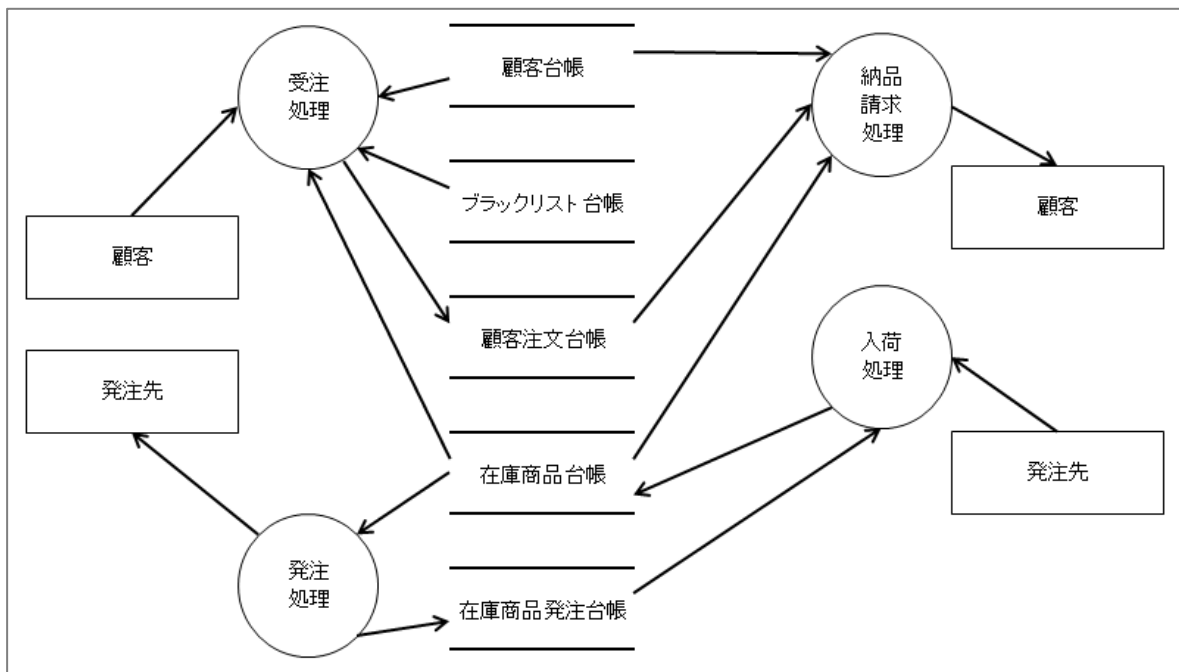 受注
処理
顧客台帳
納品
請求
処理
ブラックリスト台帳
顧客
顧客
顧客注文台帳
入荷
処理
発注先
在庫商品台帳
発注先
発注
処理
在庫商品発注台帳